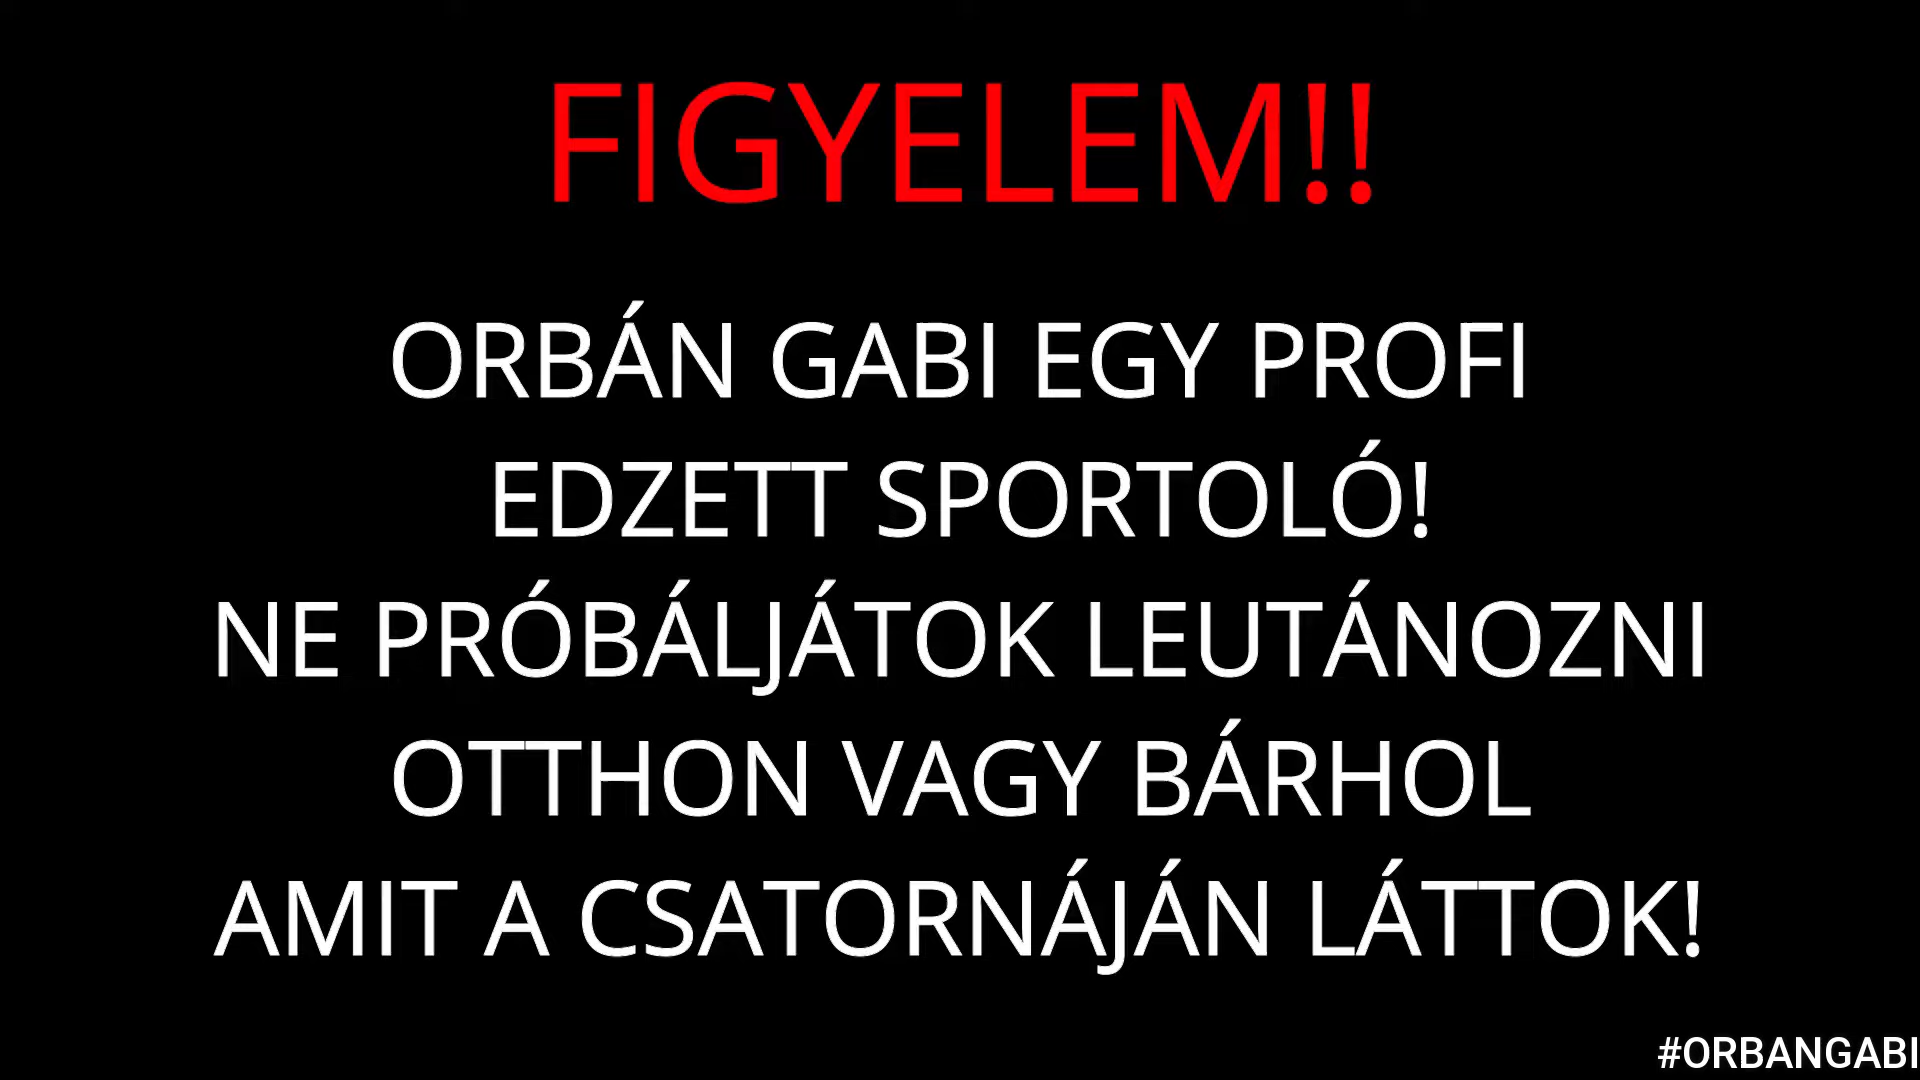 FIGYELEM!!
ORBÁN GABI EGY PROFI
EDZETT SPORTOLÓ!
NE PRÓBÁLJÁTOK LEUTÁNOZNI
OTTHON VAGY BÁRHOL
AMIT A CSATORNÁJÁN LÁTTOK!
#ORBANGABI